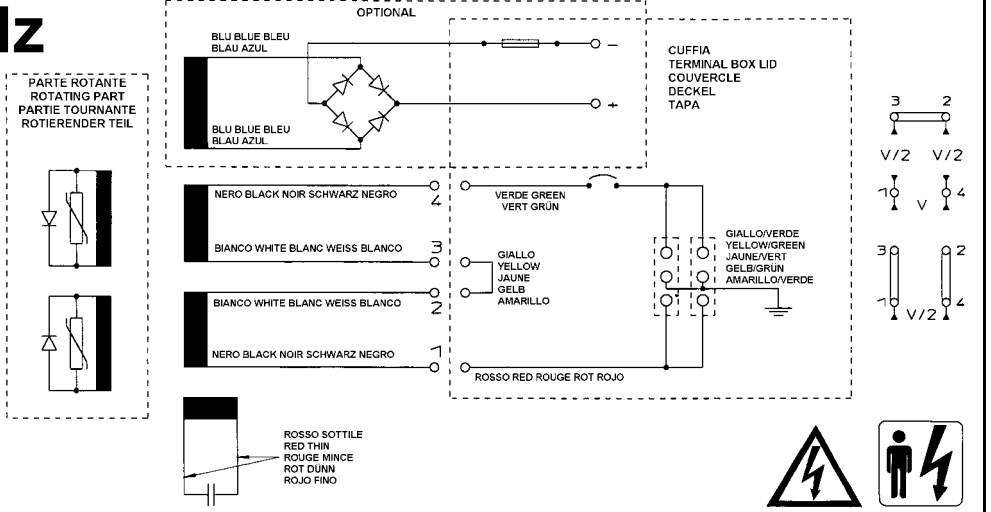 lz
OPTIONAL
BLU BLUE BLEU
BLAU AZUL
BLU BLUE BLEU
BLAU AZUL
−
+
CUFFIA
TERMINAL BOX LID
COUVERCLE
DECKEL
TAPA
PARTE ROTANTE
ROTATING PART
PARTIE TOURNANTE
ROTIERENDER TEIL
NERO BLACK NOIR SCHWARZ NEGRO
4
BIANCO WHITE BLANC WEISS BLANCO
3
BIANCO WHITE BLANC WEISS BLANCO
2
NERO BLACK NOIR SCHWARZ NEGRO
1
VERDE GREEN
VERT GRÜN
GIALLO
YELLOW
JAUNE
GELB
AMARILLO
ROSSO RED ROUGE ROT ROJO
GIALLO/VERDE
YELLOW/GREEN
JAUNE/VERT
GELB/GRÜN
AMARILLO/VERDE
3 2
V/2 V/2
1 4
V
3 2
1 4
V/2
ROSSO SOTTILE
RED THIN
ROUGE MINCE
ROT DÜNN
ROJO FINO